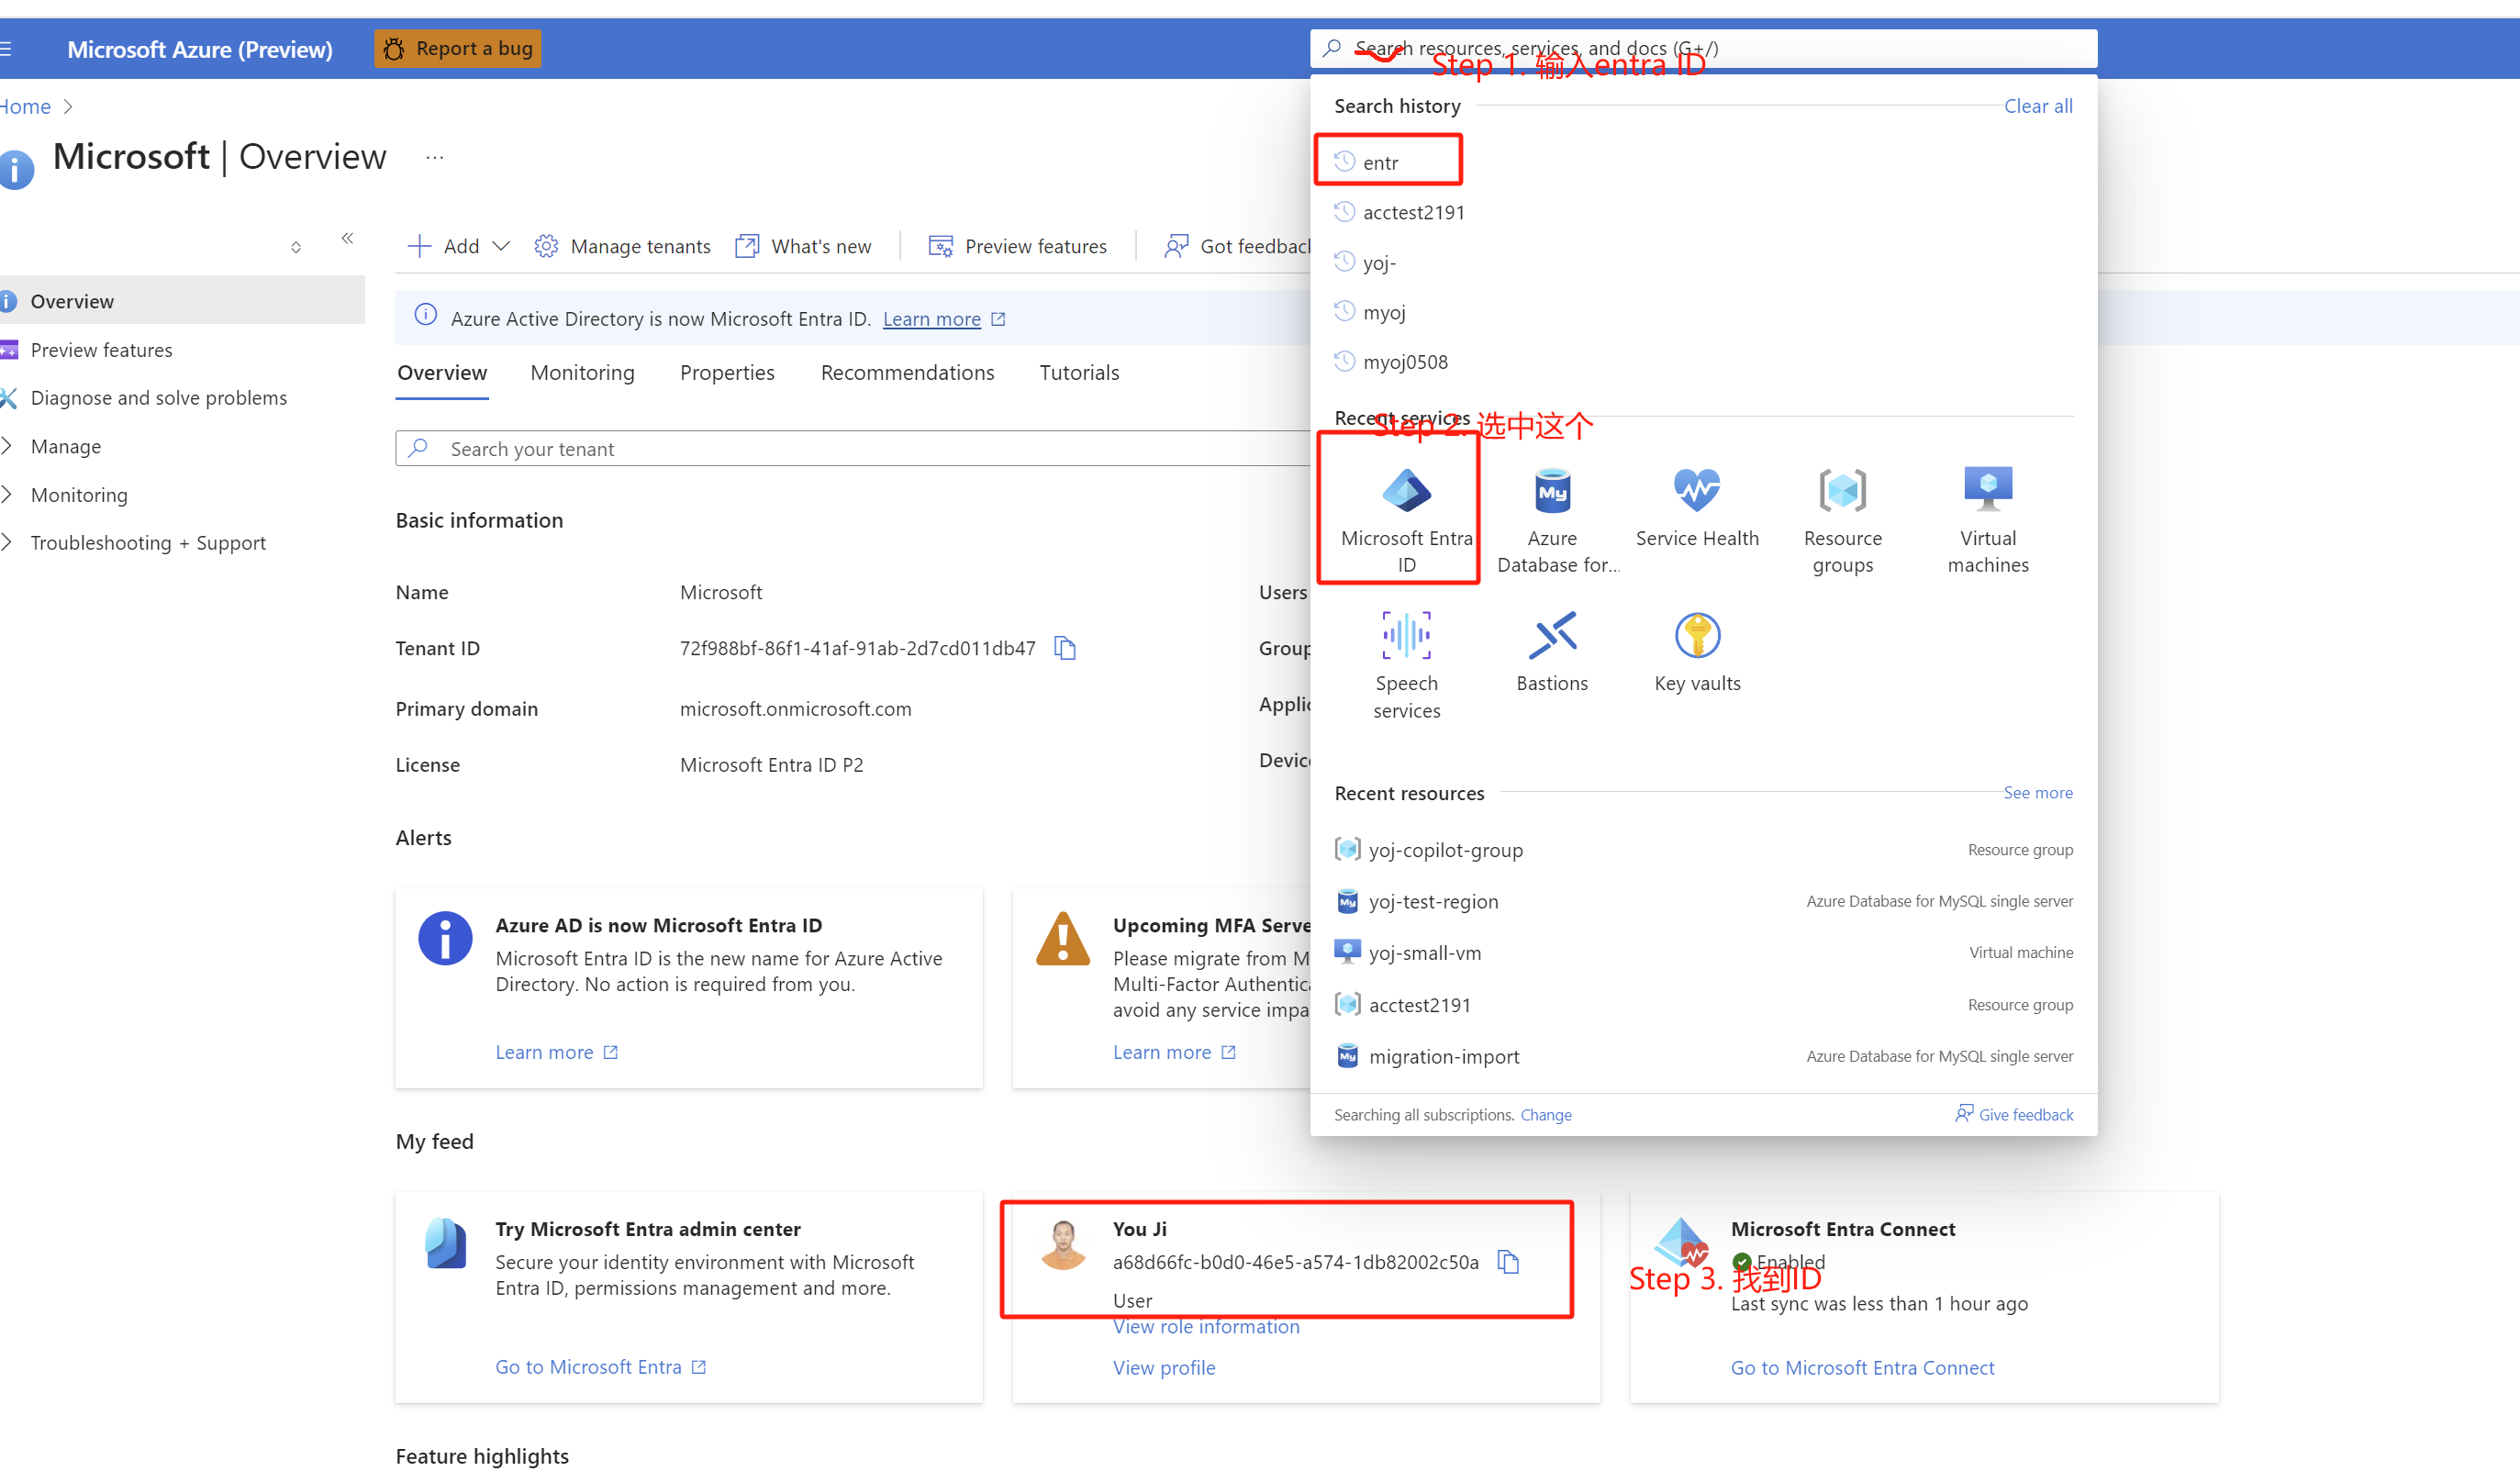 Microsoft Azure (Preview)
Report a bug
Search resources, services, and docs (G+/)
Step 1. 输入entra ID
Home
Microsoft | Overview
...
Add
Manage tenants
What's new
Preview features
Got feedback
Overview
Preview features
Diagnose and solve problems
Manage
Monitoring
Troubleshooting + Support
Azure Active Directory is now Microsoft Entra ID. Learn more
Overview
Monitoring
Properties
Recommendations
Tutorials
Search your tenant
Basic information
Name
Microsoft
Users
Tenant ID
72f988bf-86f1-41af-91ab-2d7cd011db47
Group
Primary domain
microsoft.onmicrosoft.com
Applic
License
Microsoft Entra ID P2
Device
Alerts
Azure AD is now Microsoft Entra ID
Microsoft Entra ID is the new name for Azure Active
Directory. No action is required from you.
Learn more
Upcoming MFA Serve
Please migrate from M
Multi-Factor Authentica
avoid any service impa
Learn more
Search history
Clear all
entr
acctest2191
yoj-
myoj
myoj0508
Recent services
Step 2. 选中这个
Microsoft Entra
ID
Azure
Database for...
Service Health
Resource
groups
Virtual
machines
Speech
services
Bastions
Key vaults
Recent resources
See more
yoj-copilot-group
Resource group
yoj-test-region
Azure Database for MySQL single server
yoj-small-vm
Virtual machine
acctest2191
Resource group
migration-import
Azure Database for MySQL single server
Searching all subscriptions. Change
Give feedback
My feed
Try Microsoft Entra admin center
Secure your identity environment with Microsoft
Entra ID, permissions management and more.
Go to Microsoft Entra
You Ji
a68d66fc-b0d0-46e5-a574-1db82002c50a
User
View role information
View profile
Microsoft Entra Connect
Enabled
Step 3. 找到ID
Last sync was less than 1 hour ago
Go to Microsoft Entra Connect
Feature highlights